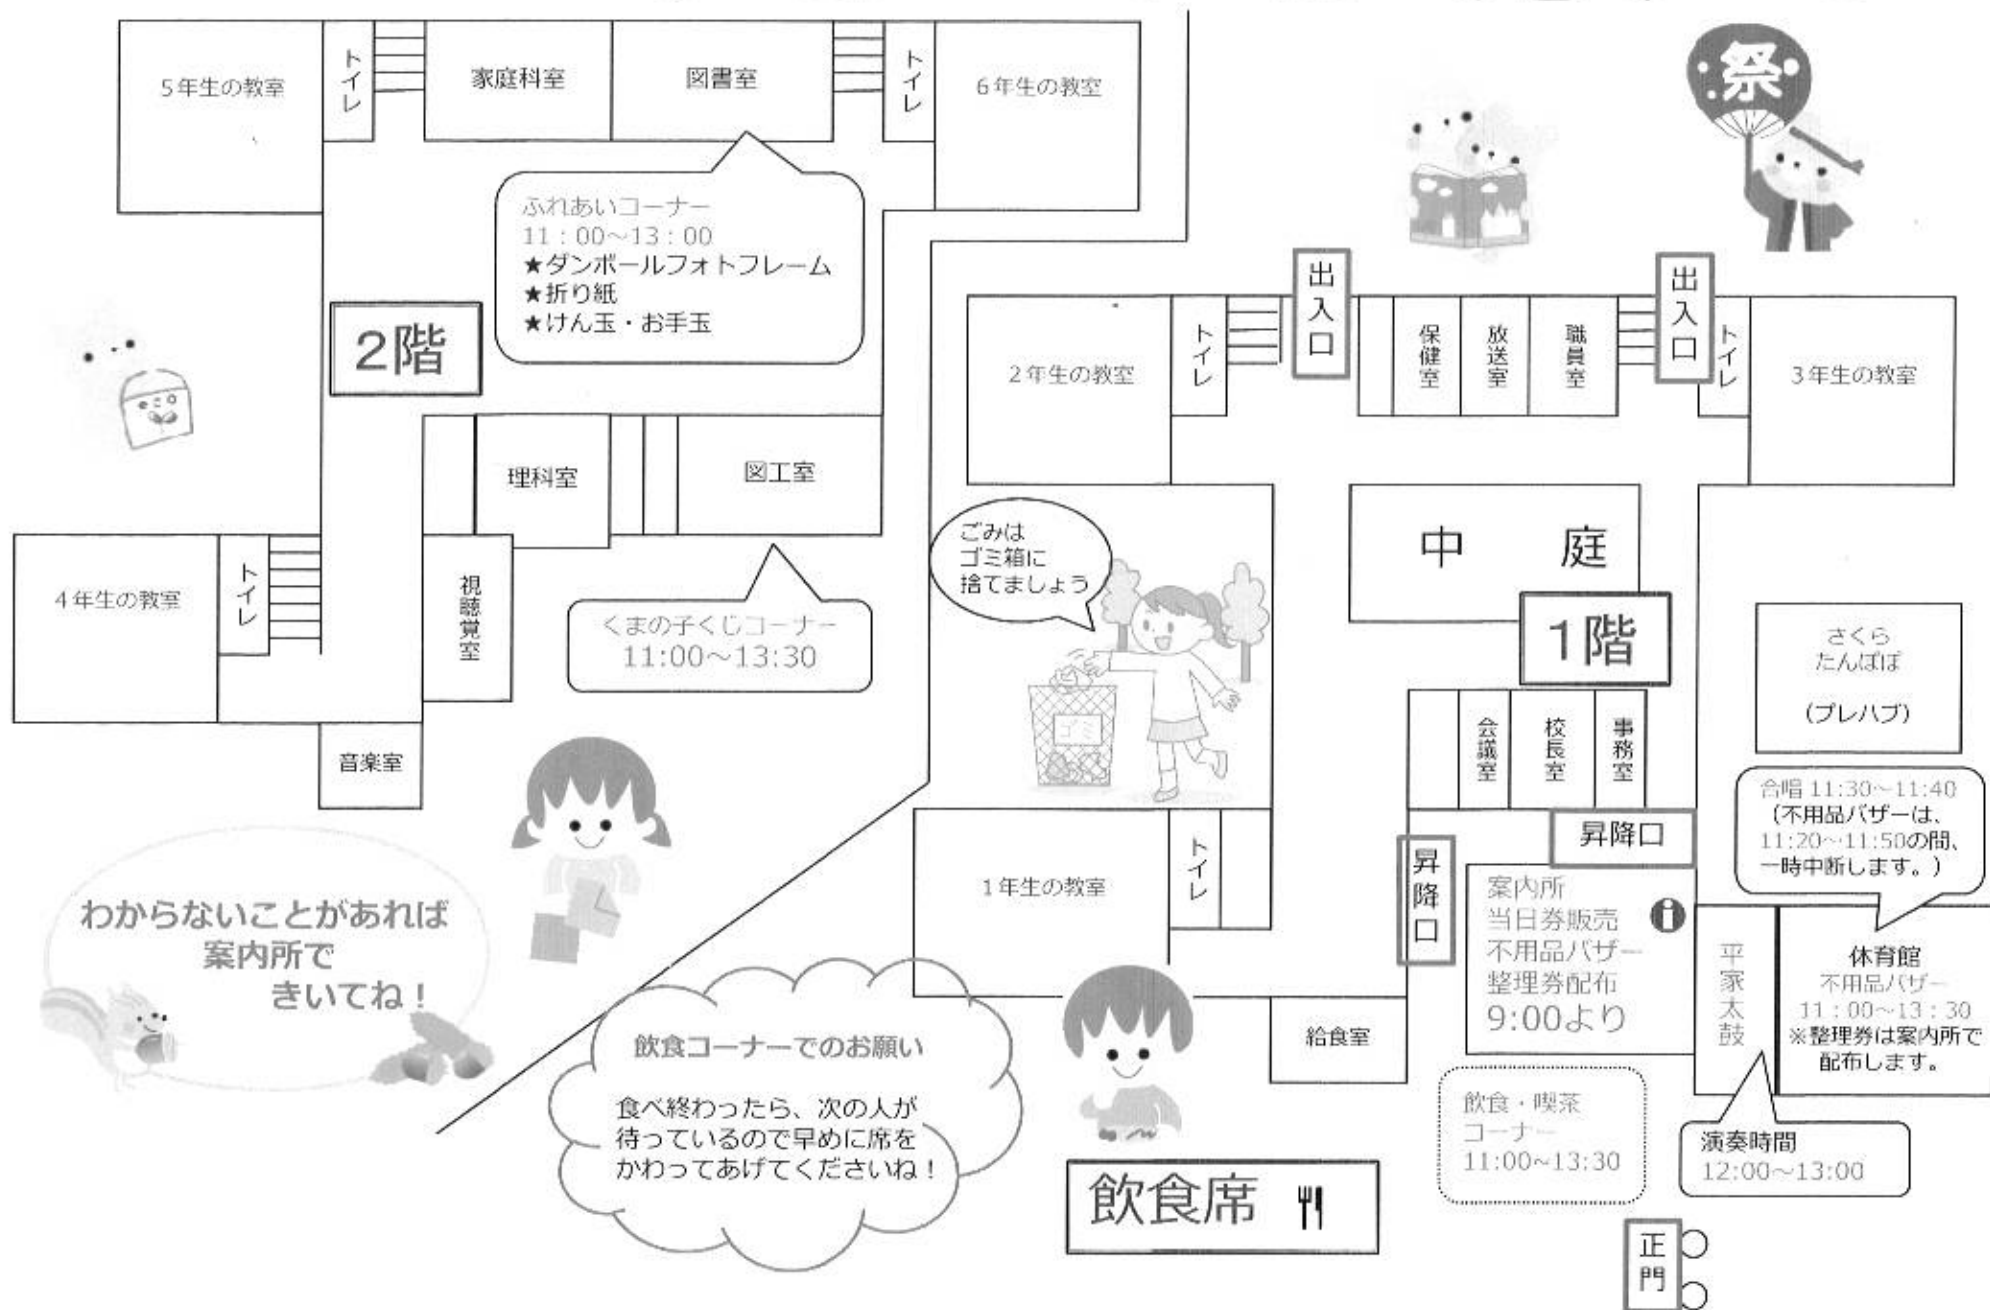 5年生の教室
トイレ
家庭科室
図書室
トイレ
6年生の教室
ふれあいコーナー
11：00～13：00
★ダンボールフォトフレーム
★折り紙
★けん玉・お手玉
2階
理科室
図工室
4年生の教室
トイレ
視聴覚室
くまの子くじコーナー
11:00～13:30
音楽室
わからないことがあれば
案内所で
きいてね！
祭
出入口
出入口
2年生の教室
トイレ
保健室
放送室
職員室
トイレ
3年生の教室
ごみは
ゴミ箱に
捨てましょう
ゴミ
中庭
1階
さくら
たんぽぽ
(プレハブ)
会議室
校長室
事務室
合唱 11:30～11:40
(不用品バザーは、
11:20～11:50の間、
一時中断します。)
昇降口
昇降口
1年生の教室
トイレ
案内所
当日券販売
不用品バザー
整理券配布
9:00より
平家太鼓
体育館
不用品バザー
11：00～13：30
※整理券は案内所で
配布します。
給食室
飲食コーナーでのお願い
食べ終わったら、次の人が
待っているので早めに席を
かわってあげてくださいね！
飲食・喫茶
コーナー
11:00~13:30
演奏時間
12:00～13:00
飲食席
正門